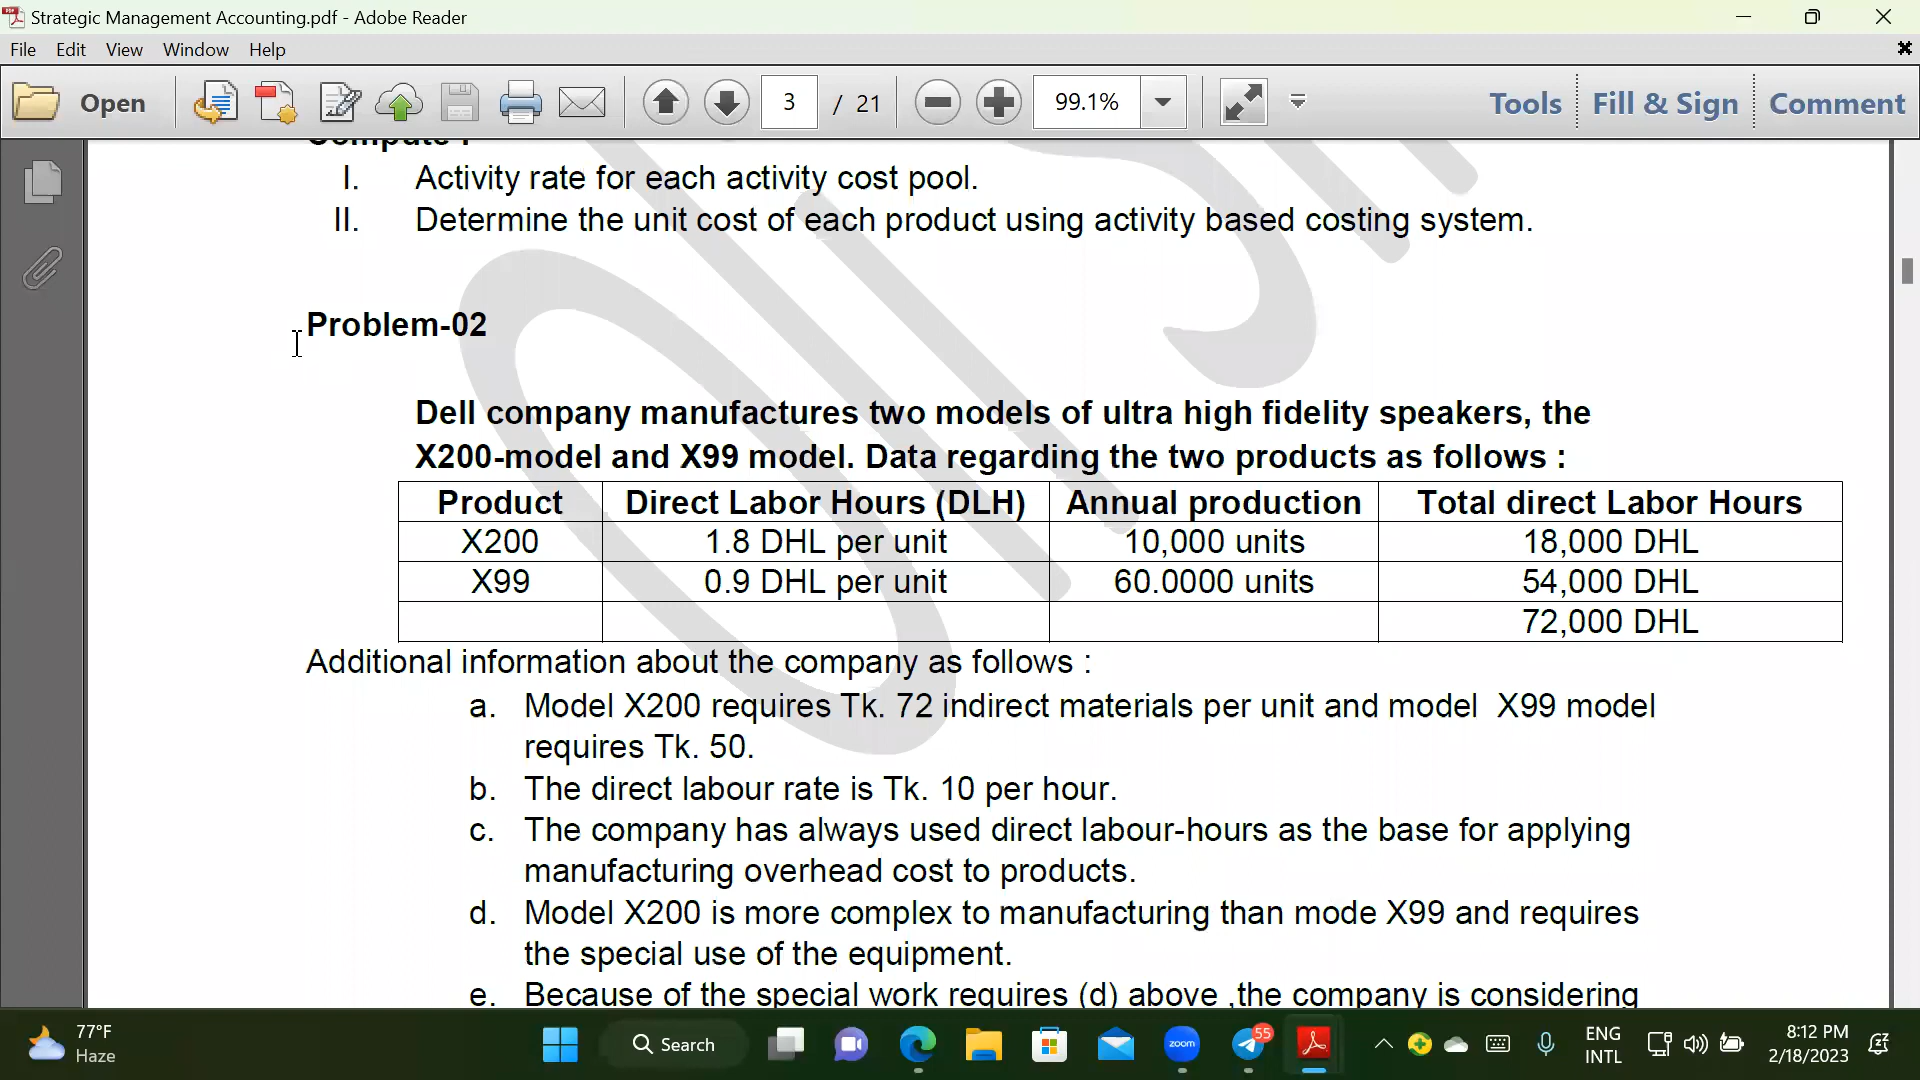 Strategic Management Accounting.pdf - Adobe Reader
File Edit View Window Help
Open 3 / 21 99.1% Tools Fill & Sign Comment
I. Activity rate for each activity cost pool.
II. Determine the unit cost of each product using activity based costing system.
Problem-02
Dell company manufactures two models of ultra high fidelity speakers, the
X200-model and X99 model. Data regarding the two products as follows :
Product Direct Labor Hours (DLH) Annual production Total direct Labor Hours
X200 1.8 DHL per unit 10,000 units 18,000 DHL
X99 0.9 DHL per unit 60.0000 units 54,000 DHL
72,000 DHL
Additional information about the company as follows :
a. Model X200 requires Tk. 72 indirect materials per unit and model X99 model
requires Tk. 50.
b. The direct labour rate is Tk. 10 per hour.
c. The company has always used direct labour-hours as the base for applying
manufacturing overhead cost to products.
d. Model X200 is more complex to manufacturing than mode X99 and requires
the special use of the equipment.
e. Because of the special work requires (d) above ,the company is considering
77°F
Haze
Search
zoom
55
ENG
INTL
8:12 PM
2/18/2023